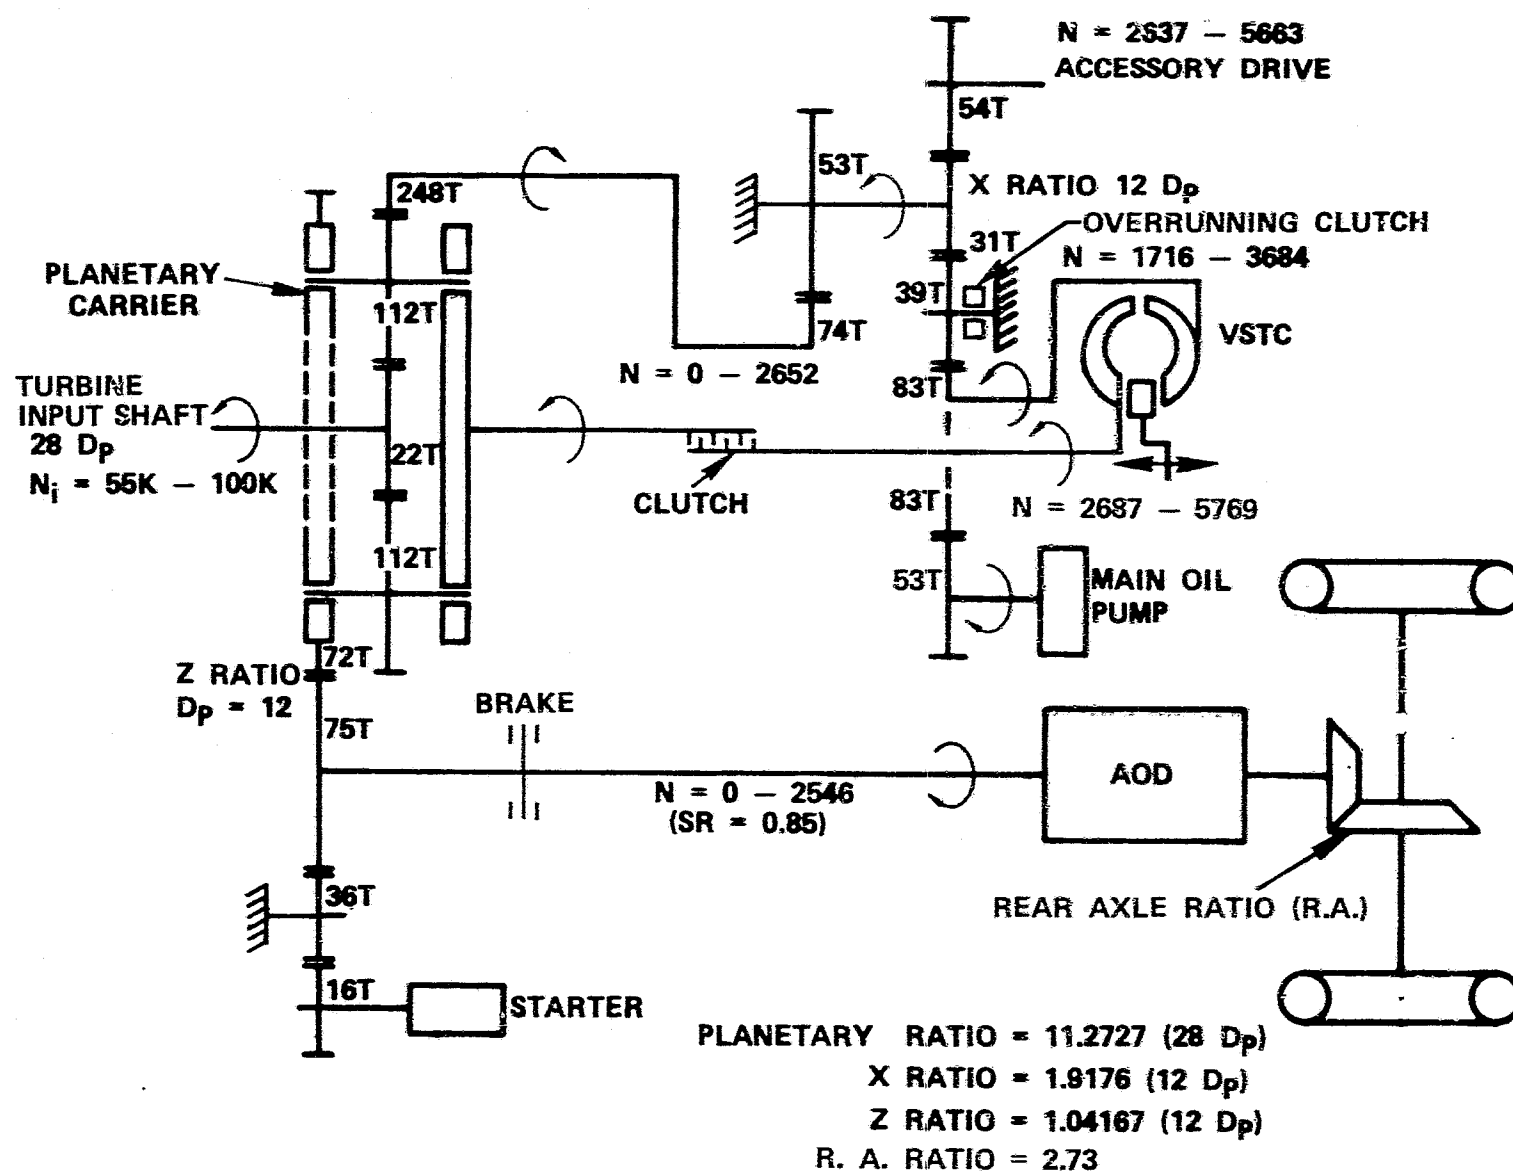 N = 2637 — 5663
ACCESSORY DRIVE
54T
53T
248T
X RATIO 12 Dp
OVERRUNNING CLUTCH
31T
N = 1716 — 3684
PLANETARY
CARRIER
39T
112T
74T
VSTC
N = 0 — 2652
83T
TURBINE
INPUT SHAFT
28 Dp
22T
Ni = 55K — 100K
CLUTCH
83T
N = 2687 — 5769
112T
53T
MAIN OIL
PUMP
72T
Z RATIO
Dp = 12
75T
BRAKE
AOD
N = 0 — 2546
(SR = 0.85)
36T
REAR AXLE RATIO (R.A.)
16T
STARTER
PLANETARY RATIO = 11.2727 (28 Dp)
X RATIO = 1.9176 (12 Dp)
Z RATIO = 1.04167 (12 Dp)
R. A. RATIO = 2.73